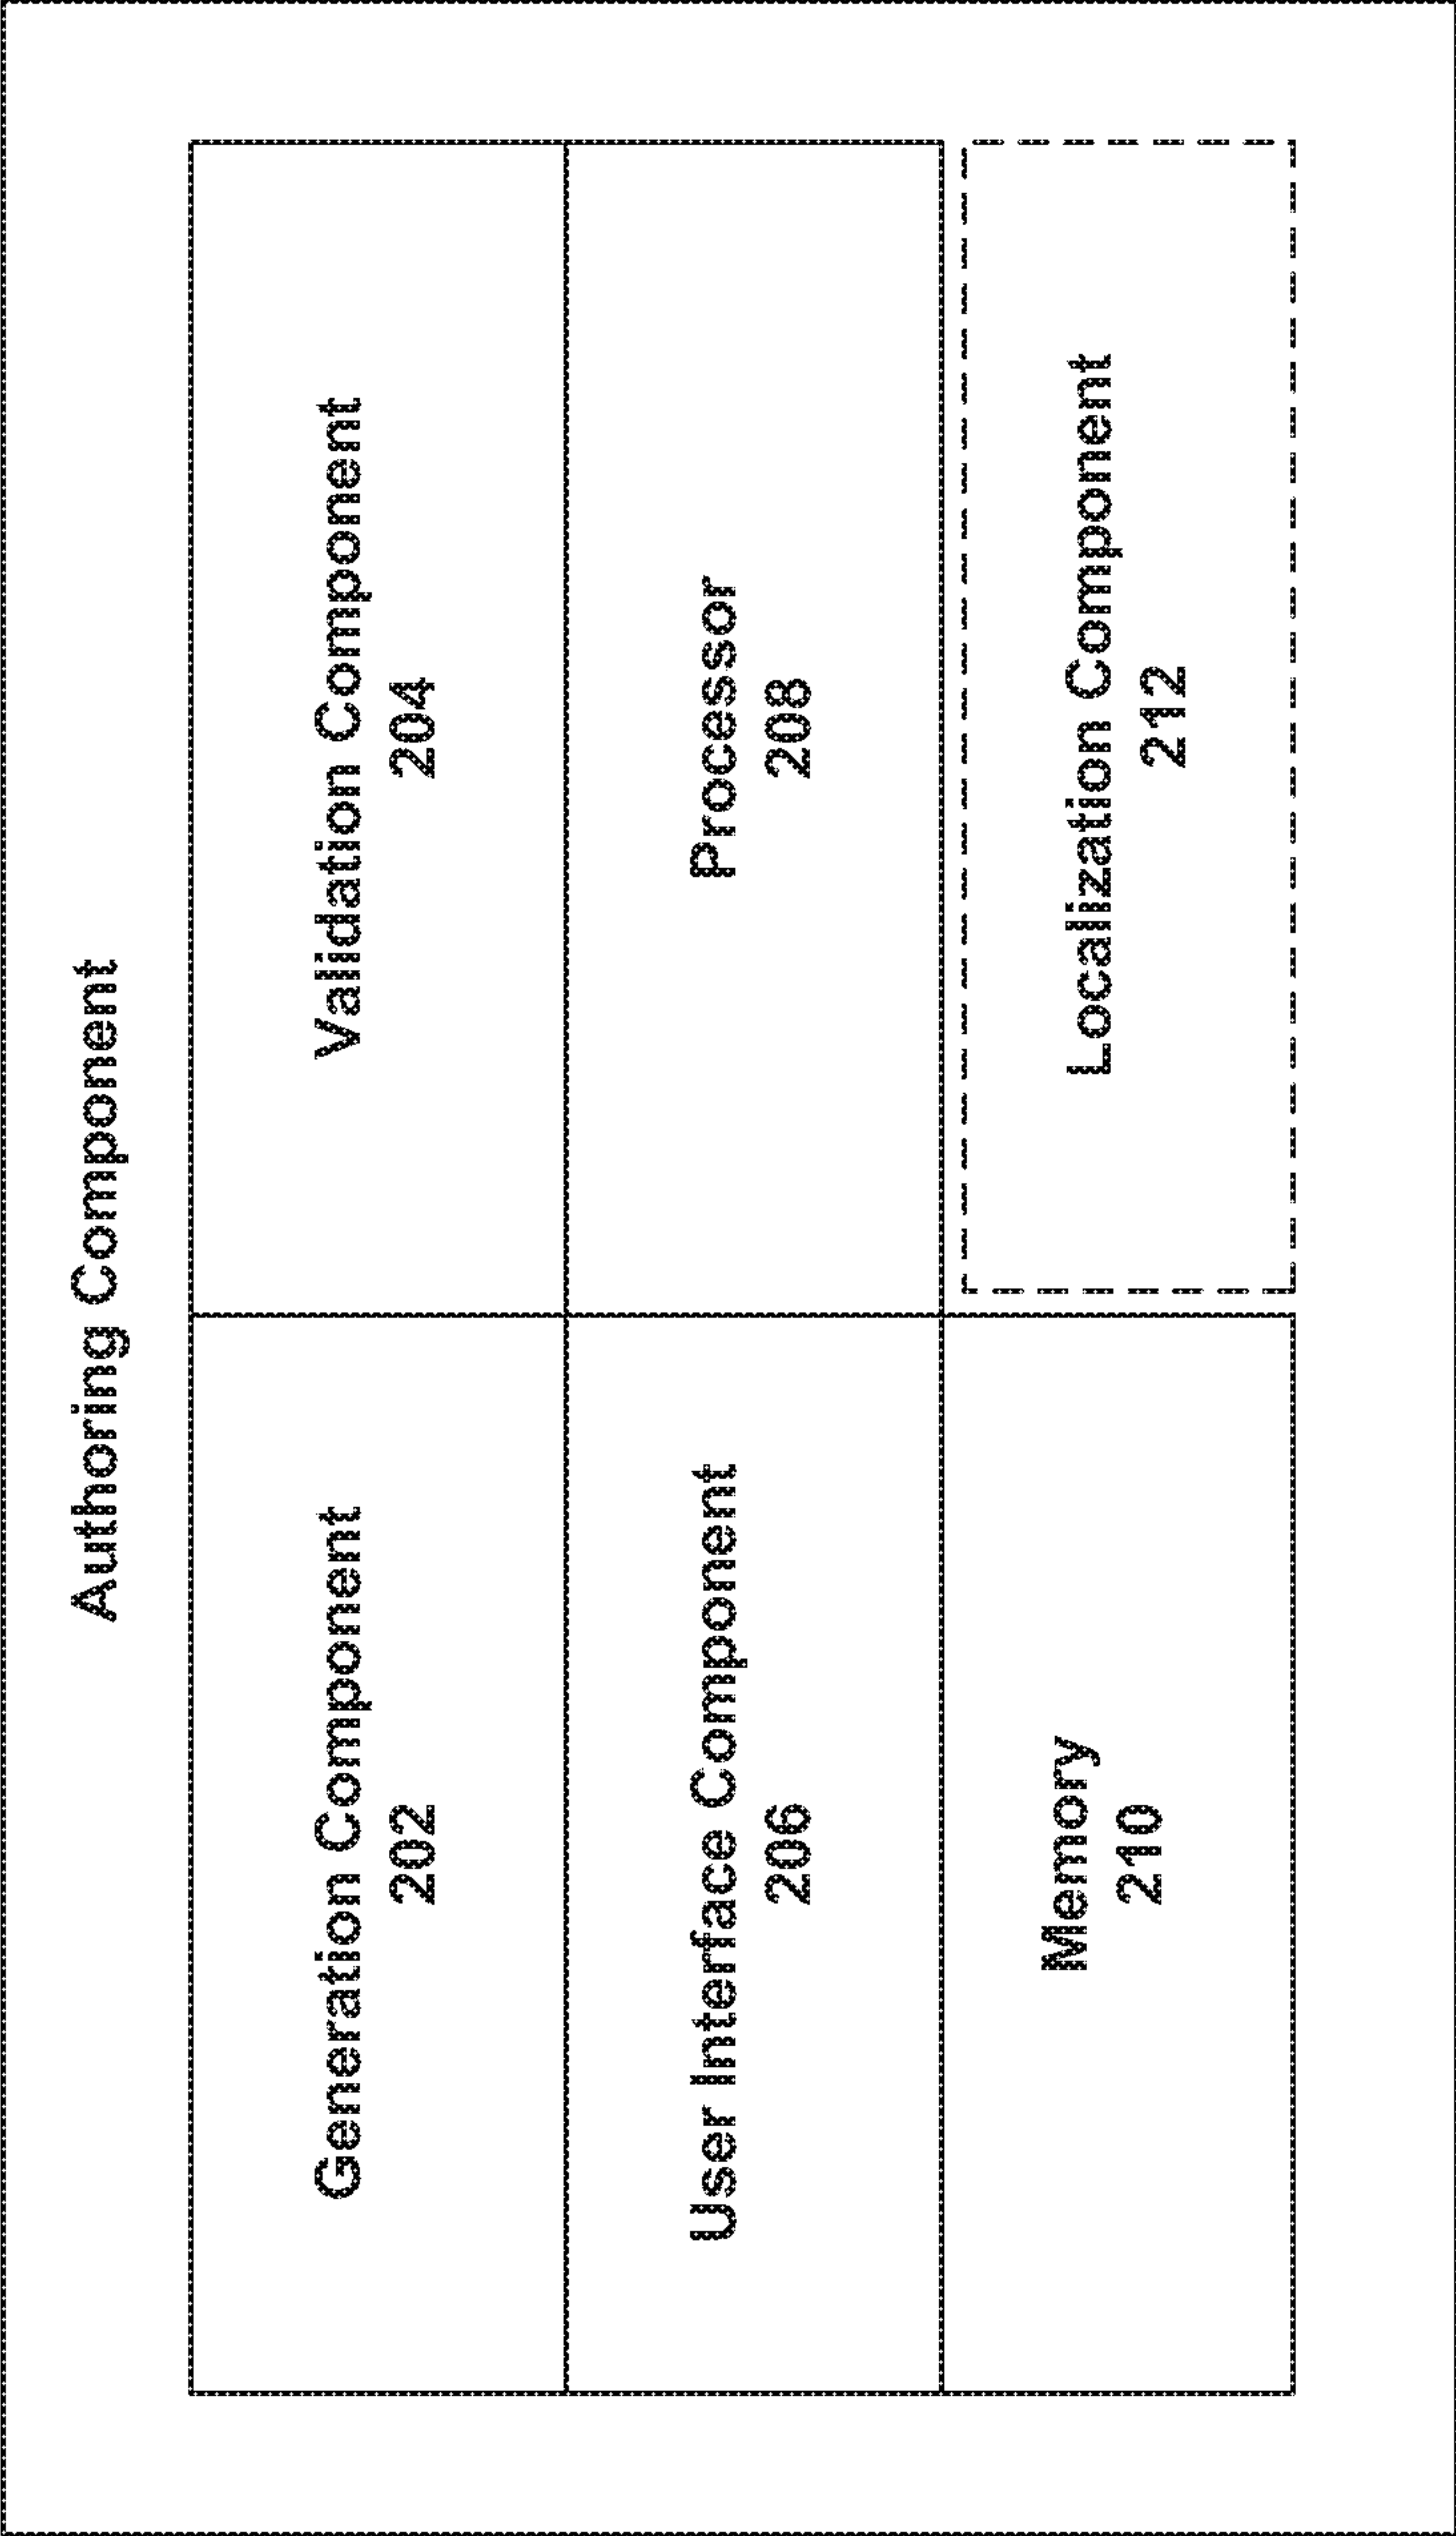 Authoring Component
Generation Component
202
Validation Component
204
User Interface Component
206
Processor
208
Memory
210
Localization Component
212